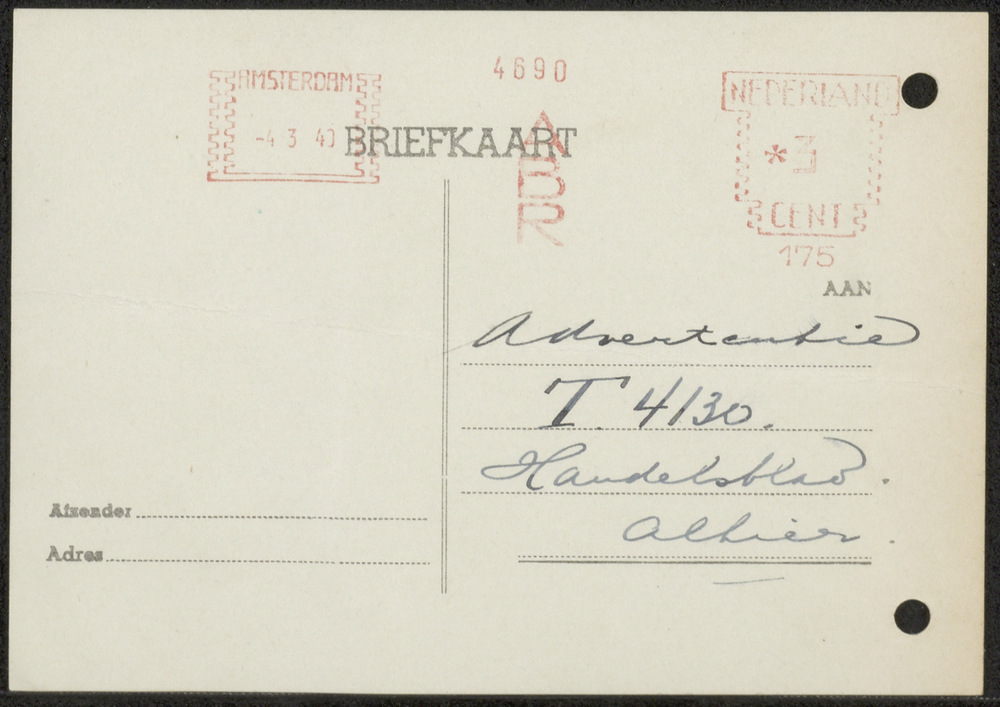 AMSTERDAM
-4 3 40
4690
ABR
NEDERLAND
*3
CENT
175
BRIEFKAART
AAN
Advertentie
T 4130.
Handelsblad.
Alhier.
Afzender
Adres